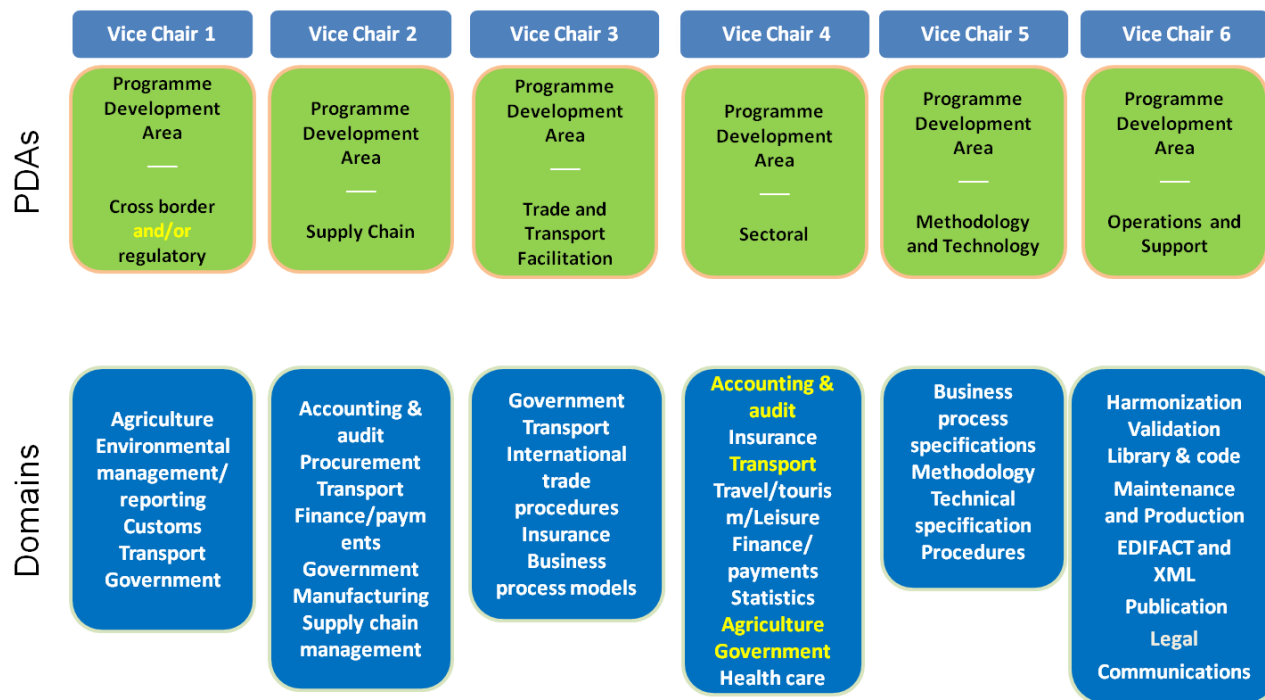 Vice Chair 1
Vice Chair 2
Vice Chair 3
Vice Chair 4
Vice Chair 5
Vice Chair 6
PDAs
Programme
Development
Area
Cross border
and/or
regulatory
Programme
Development
Area
Supply Chain
Programme
Development
Area
Trade and
Transport
Facilitation
Programme
Development
Area
Sectoral
Programme
Development
Area
Methodology
and Technology
Programme
Development
Area
Operations and
Support
Domains
Agriculture
Environmental
management/
reporting
Customs
Transport
Government
Accounting &
audit
Procurement
Transport
Finance/paym
ents
Government
Manufacturing
Supply chain
management
Government
Transport
International
trade
procedures
Insurance
Business
process models
Accounting &
audit
Insurance
Transport
Travel/touris
m/Leisure
Finance/
payments
Statistics
Agriculture
Government
Health care
Business
process
specifications
Methodology
Technical
specification
Procedures
Harmonization
Validation
Library & code
Maintenance
and Production
EDIFACT and
XML
Publication
Legal
Communications